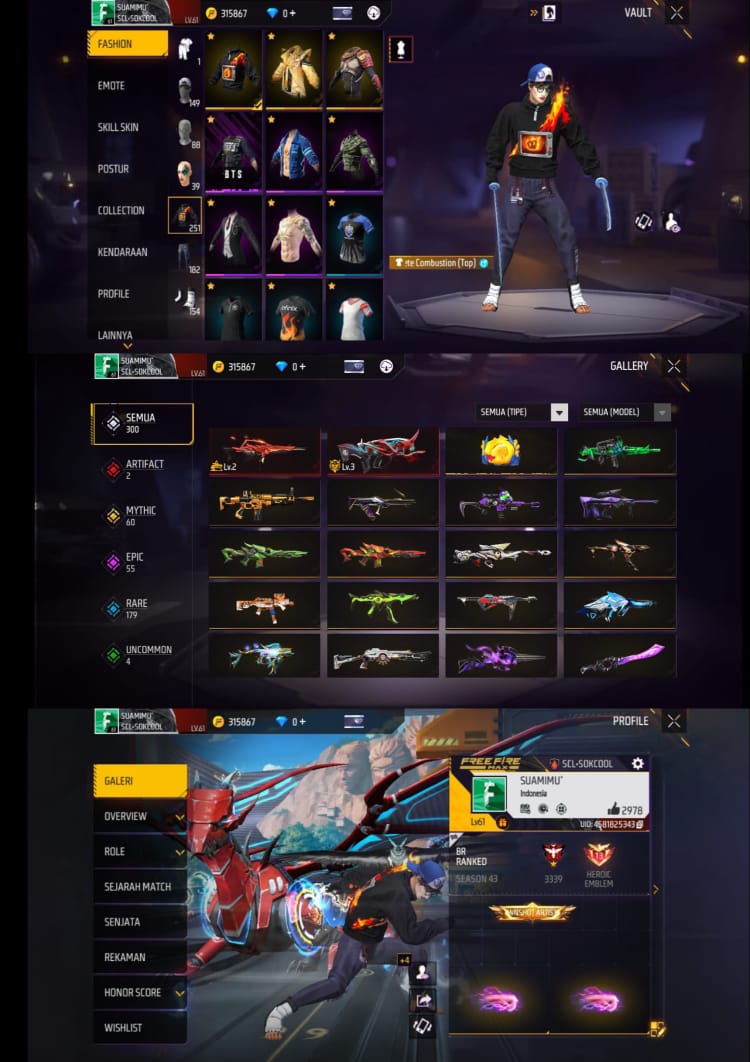 SUAMIMU"
SCL-SOKCOOL
LV.61
315867
0 +
VAULT
FASHION
1
EMOTE
149
SKILL SKIN
88
POSTUR
39
COLLECTION
251
KENDARAAN
182
PROFILE
154
LAINNYA
BTS
rte Combustion (Top)
SUAMIMU"
SCL-SOKCOOL
LV.61
315867
0 +
GALLERY
SEMUA (TIPE)
SEMUA (MODEL)
SEMUA
300
ARTIFACT
2
MYTHIC
60
EPIC
55
RARE
179
UNCOMMON
4
Lv.2
Lv.3
SUAMIMU"
SCL-SOKCOOL
LV.61
315867
0 +
PROFILE
GALERI
OVERVIEW
ROLE
SEJARAH MATCH
SENJATA
REKAMAN
HONOR SCORE
WISHLIST
+4
FREE FIRE
MAX
SCL-SOKCOOL
SUAMIMU"
Indonesia
2978
Lv61
UID:4581825343
BR
RANKED
SEASON 43
3339
HEROIC
EMBLEM